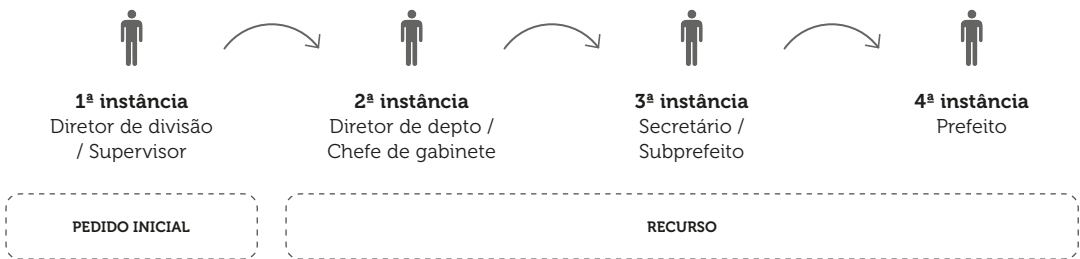 1ª instância
Diretor de divisão
/ Supervisor
2ª instância
Diretor de depto /
Chefe de gabinete
3ª instância
Secretário /
Subprefeito
4ª instância
Prefeito
PEDIDO INICIAL
RECURSO